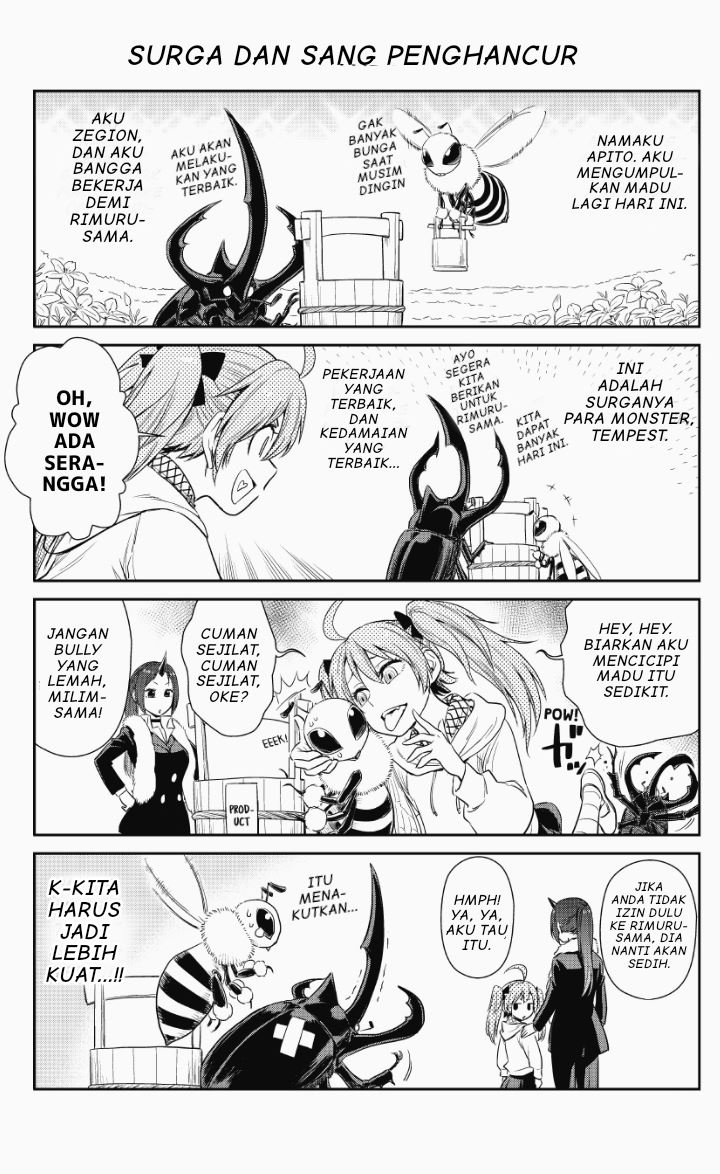 SURGA DAN SANG PENGHANCUR
NAMAKU
APITO. AKU
MENGUMPUL-
KAN MADU
LAGI HARI INI.
GAK
BANYAK
BUNGA
SAAT
MUSIM
DINGIN
AKU AKAN
MELAKU-
KAN YANG
TERBAIK.
AKU
ZEGION,
DAN AKU
BANGGA
BEKERJA
DEMI
RIMURU-
SAMA.
INI
ADALAH
SURGANYA
PARA MONSTER,
TEMPEST.
KITA
DAPAT
BANYAK
HARI INI.
AYO
SEGERA
KITA
BERIKAN
UNTUK
RIMURU-
SAMA.
PEKERJAAN
YANG
TERBAIK,
DAN
KEDAMAIAN
YANG
TERBAIK...
OH,
WOW
ADA
SERA-
NGGA!
HEY, HEY.
BIARKAN AKU
MENCICIPI
MADU ITU
SEDIKIT.
POW!
ガッ
CUMAN
SEJILAT,
CUMAN
SEJILAT,
OKE?
EEEK!
PROD-
UCT
JANGAN
BULLY
YANG
LEMAH,
MILIM-
SAMA!
JIKA
ANDA TIDAK
IZIN DULU
KE RIMURU-
SAMA, DIA
NANTI AKAN
SEDIH.
HMPH!
YA, YA,
AKU TAU
ITU.
ITU
MENA-
KUTKAN...
K-KITA
HARUS
JADI
LEBIH
KUAT...!!